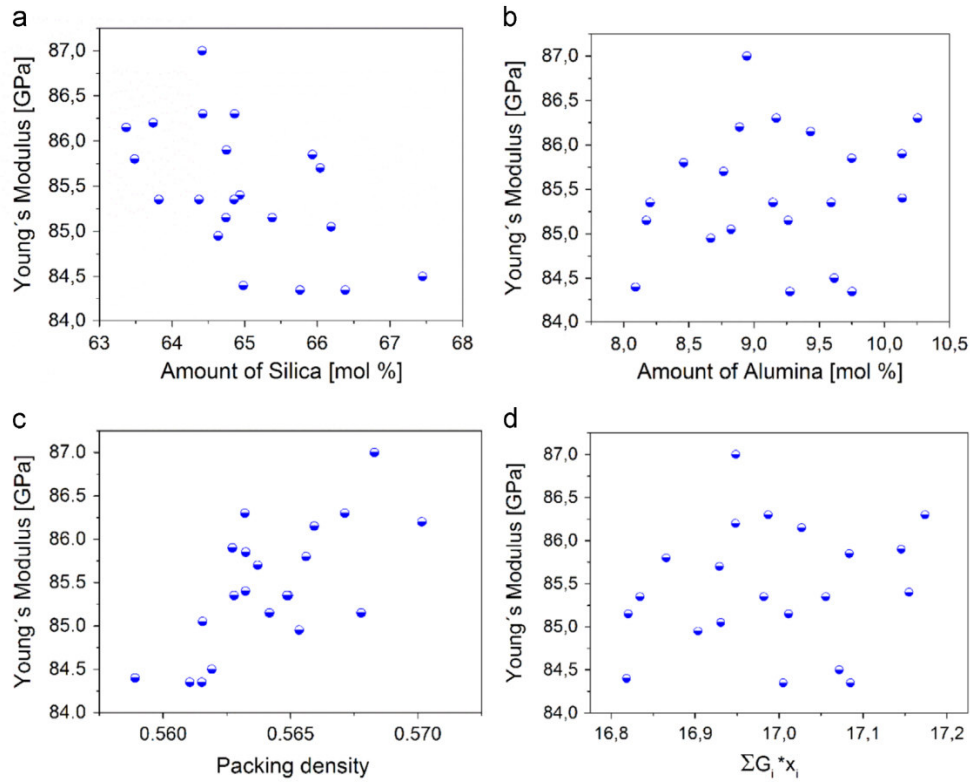 a
Young´s Modulus [GPa]
87,0
86,5
86,0
85,5
85,0
84,5
84,0
63 64 65 66 67 68
Amount of Silica [mol %]
b
Young´s Modulus [GPa]
87,0
86,5
86,0
85,5
85,0
84,5
84,0
8,0 8,5 9,0 9,5 10,0 10,5
Amount of Alumina [mol %]
c
Young´s Modulus [GPa]
87.0
86.5
86.0
85.5
85.0
84.5
84.0
0.560 0.565 0.570
Packing density
d
Young´s Modulus [GPa]
87,0
86,5
86,0
85,5
85,0
84,5
84,0
16,8 16,9 17,0 17,1 17,2
ΣG_i *x_i